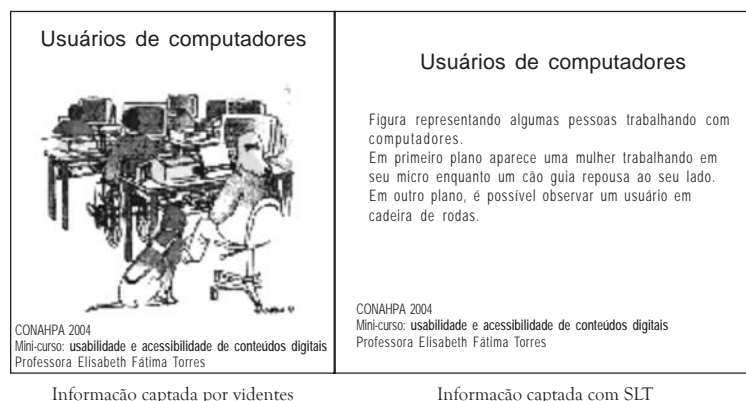 Usuários de computadores
CONAHPA 2004
Mini-curso: usabilidade e acessibilidade de conteúdos digitais
Professora Elisabeth Fátima Torres
Informação captada por videntes
Usuários de computadores
Figura representando algumas pessoas trabalhando com
computadores.
Em primeiro plano aparece uma mulher trabalhando em
seu micro enquanto um cão guia repousa ao seu lado.
Em outro plano, é possível observar um usuário em
cadeira de rodas.
CONAHPA 2004
Mini-curso: usabilidade e acessibilidade de conteúdos digitais
Professora Elisabeth Fátima Torres
Informação captada com SLT